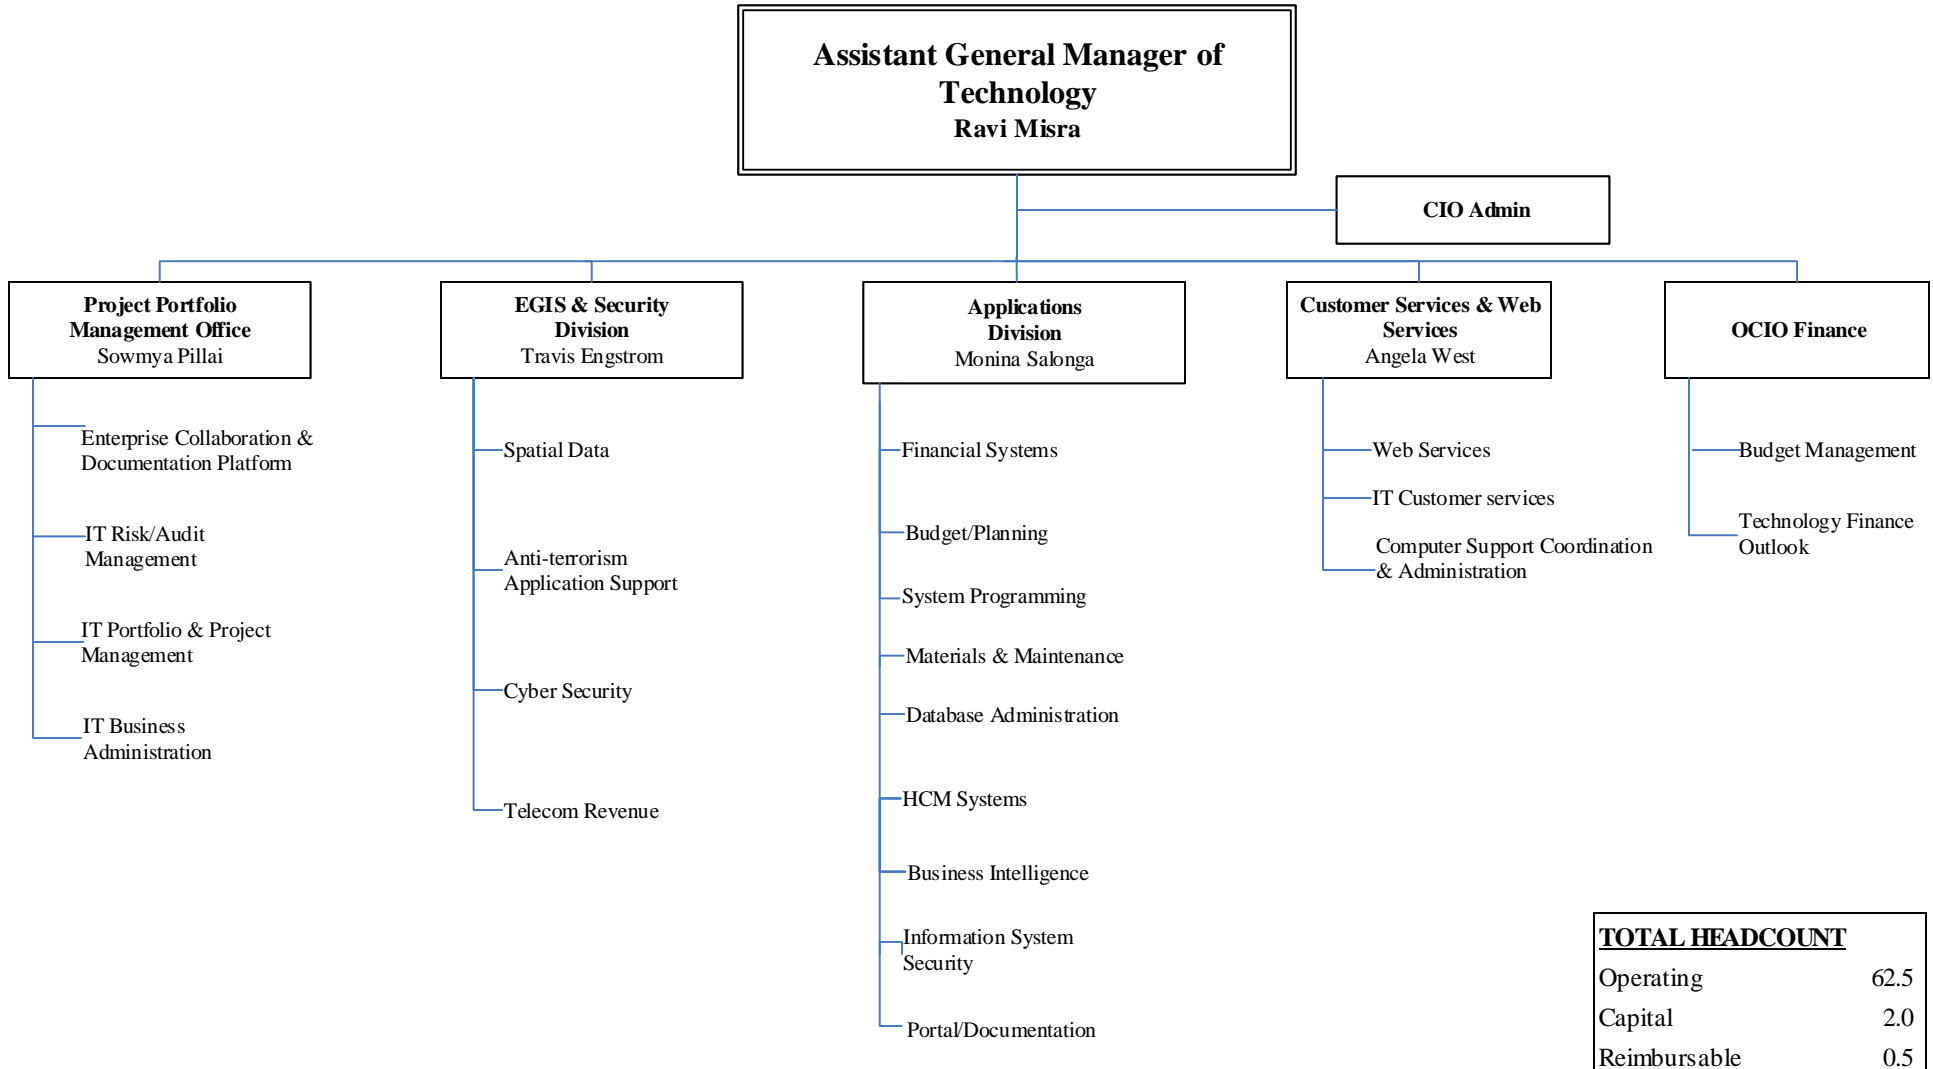 Assistant General Manager of
Technology
Ravi Misra
CIO Admin
Project Portfolio
Management Office
Sowmya Pillai
EGIS & Security
Division
Travis Engstrom
Applications
Division
Monina Salonga
Customer Services & Web
Services
Angela West
OCIO Finance
Enterprise Collaboration &
Documentation Platform
IT Risk/Audit
Management
IT Portfolio & Project
Management
IT Business
Administration
Spatial Data
Anti-terrorism
Application Support
Cyber Security
Telecom Revenue
Financial Systems
Budget/Planning
System Programming
Materials & Maintenance
Database Administration
HCM Systems
Business Intelligence
Information System
Security
Portal/Documentation
Web Services
IT Customer services
Computer Support Coordination
& Administration
Budget Management
Technology Finance
Outlook
TOTAL HEADCOUNT
Operating 62.5
Capital 2.0
Reimbursable 0.5